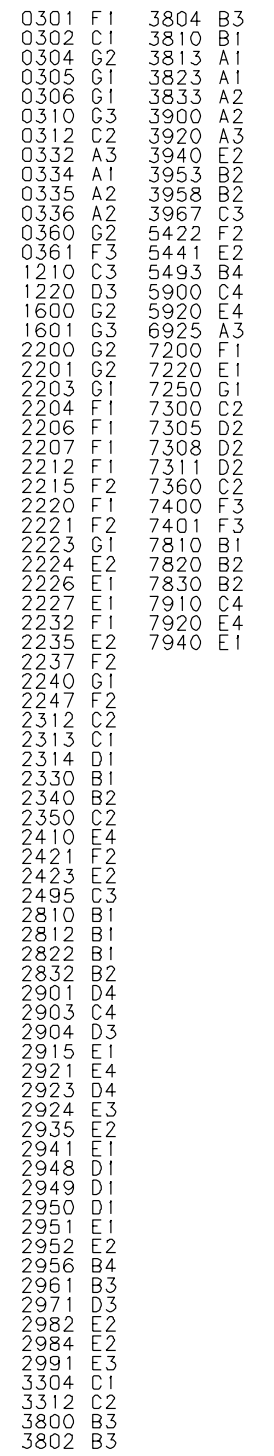 0301 F1
0302 C1
0304 G2
0305 G1
0306 G1
0310 G3
0312 C2
0332 A3
0334 A1
0335 A2
0336 A2
0360 G2
0361 F3
1210 C3
1220 D3
1600 G2
1601 G3
2200 G2
2201 G2
2203 G1
2204 F1
2206 F1
2207 F1
2212 F1
2215 F2
2220 F1
2221 F2
2223 G1
2224 E2
2226 E1
2227 E1
2232 F1
2235 E2
2237 F2
2240 G1
2247 F2
2312 C2
2313 C1
2314 D1
2330 B1
2340 B2
2350 C2
2410 E4
2421 F2
2423 E2
2495 C3
2810 B1
2812 B1
2822 B1
2832 B2
2901 D4
2903 C4
2904 D3
2915 E1
2921 E4
2923 D4
2924 E3
2935 E2
2941 E1
2948 D1
2949 D1
2950 D1
2951 E1
2952 E2
2956 B4
2961 B3
2971 D3
2982 E2
2984 E2
2991 E3
3304 C1
3312 C2
3800 B3
3802 B3
3804 B3
3810 B1
3813 A1
3823 A1
3833 A2
3900 A2
3920 A3
3940 E2
3953 B2
3958 B2
3967 C3
5422 F2
5441 E2
5493 B4
5900 C4
5920 E4
6925 A3
7200 F1
7220 E1
7250 G1
7300 C2
7305 D2
7308 D2
7311 D2
7360 C2
7400 F3
7401 F3
7810 B1
7820 B2
7830 B2
7910 C4
7920 E4
7940 E1